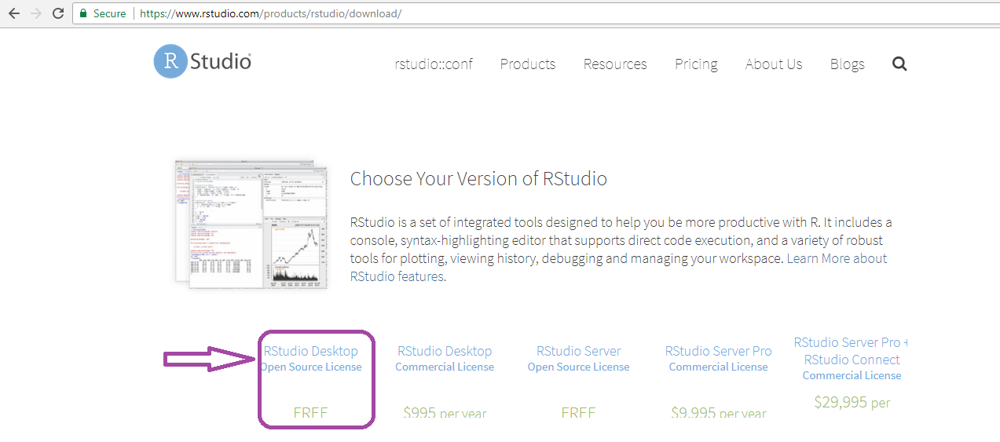 Secure
https://www.rstudio.com/products/rstudio/download/
R Studio
rstudio::conf Products Resources Pricing About Us Blogs
Choose Your Version of RStudio
RStudio is a set of integrated tools designed to help you be more productive with R. It includes a
console, syntax-highlighting editor that supports direct code execution, and a variety of robust
tools for plotting, viewing history, debugging and managing your workspace. Learn More about
RStudio features.
RStudio Desktop
Open Source License
FREE
RStudio Desktop
Commercial License
$995 per year
RStudio Server
Open Source License
FREE
RStudio Server Pro
Commercial License
$9,995 per year
RStudio Server Pro +
RStudio Connect
Commercial License
$29,995 per